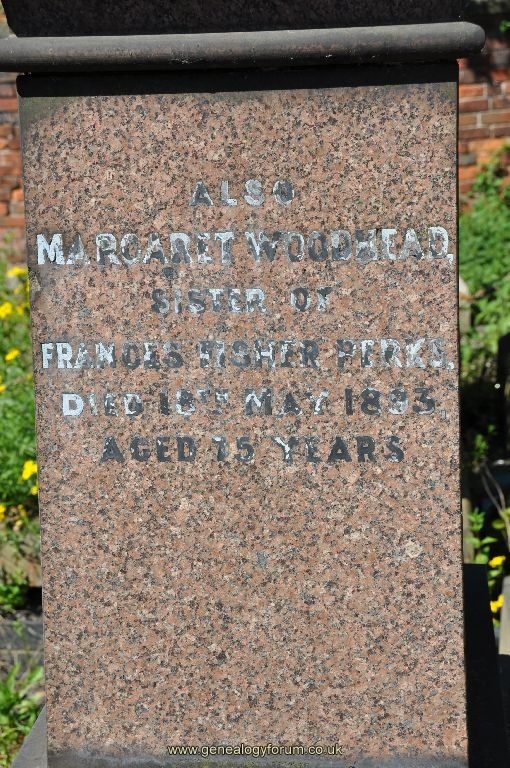 ALSO
MARGARET WOODHEAD,
SISTER OF
FRANCES FISHER PERKS,
DIED 18TH MAY 1893,
AGED 75 YEARS
www.genealogyforum.co.uk